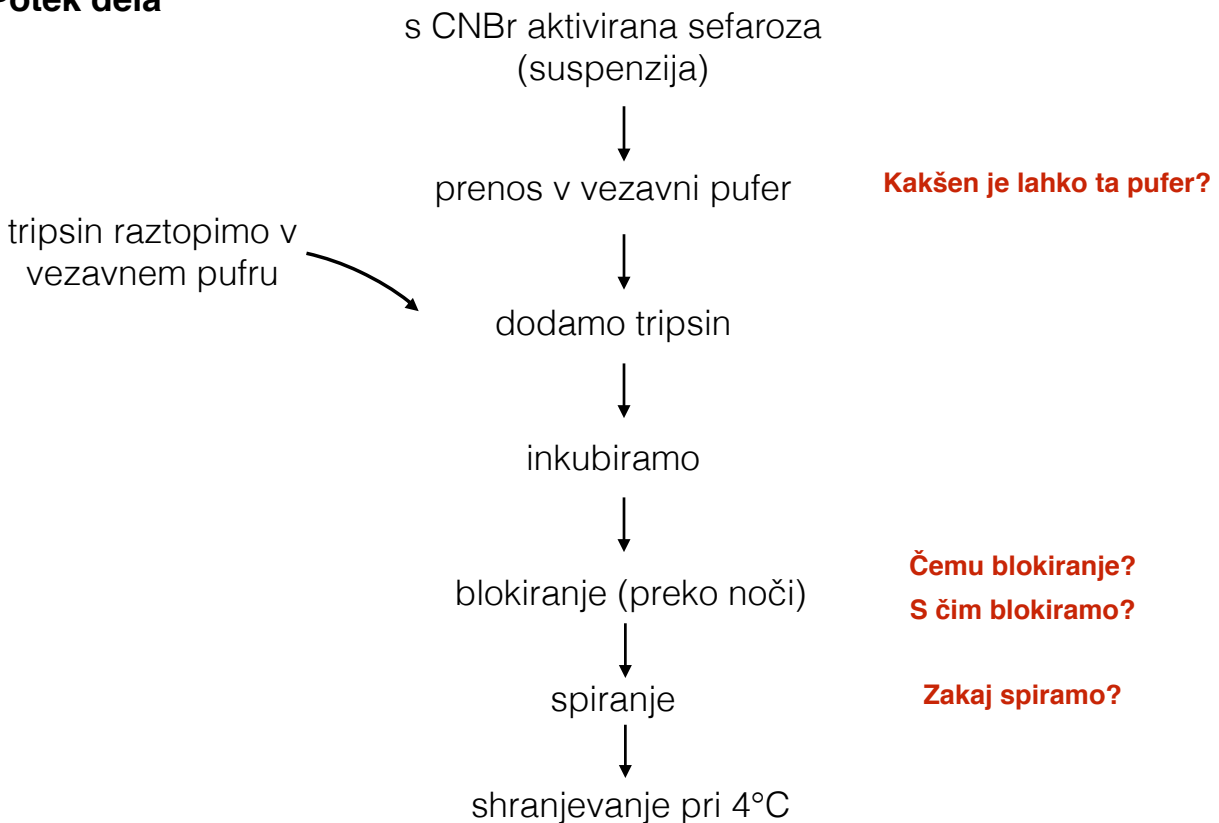 Potek dela
s CNBr aktivirana sefaroza
(suspenzija)
prenos v vezavni pufer
Kakšen je lahko ta pufer?
tripsin raztopimo v
vezavnem pufru
dodamo tripsin
inkubiramo
blokiranje (preko noči)
Čemu blokiranje?
S čim blokiramo?
spiranje
Zakaj spiramo?
shranjevanje pri 4°C